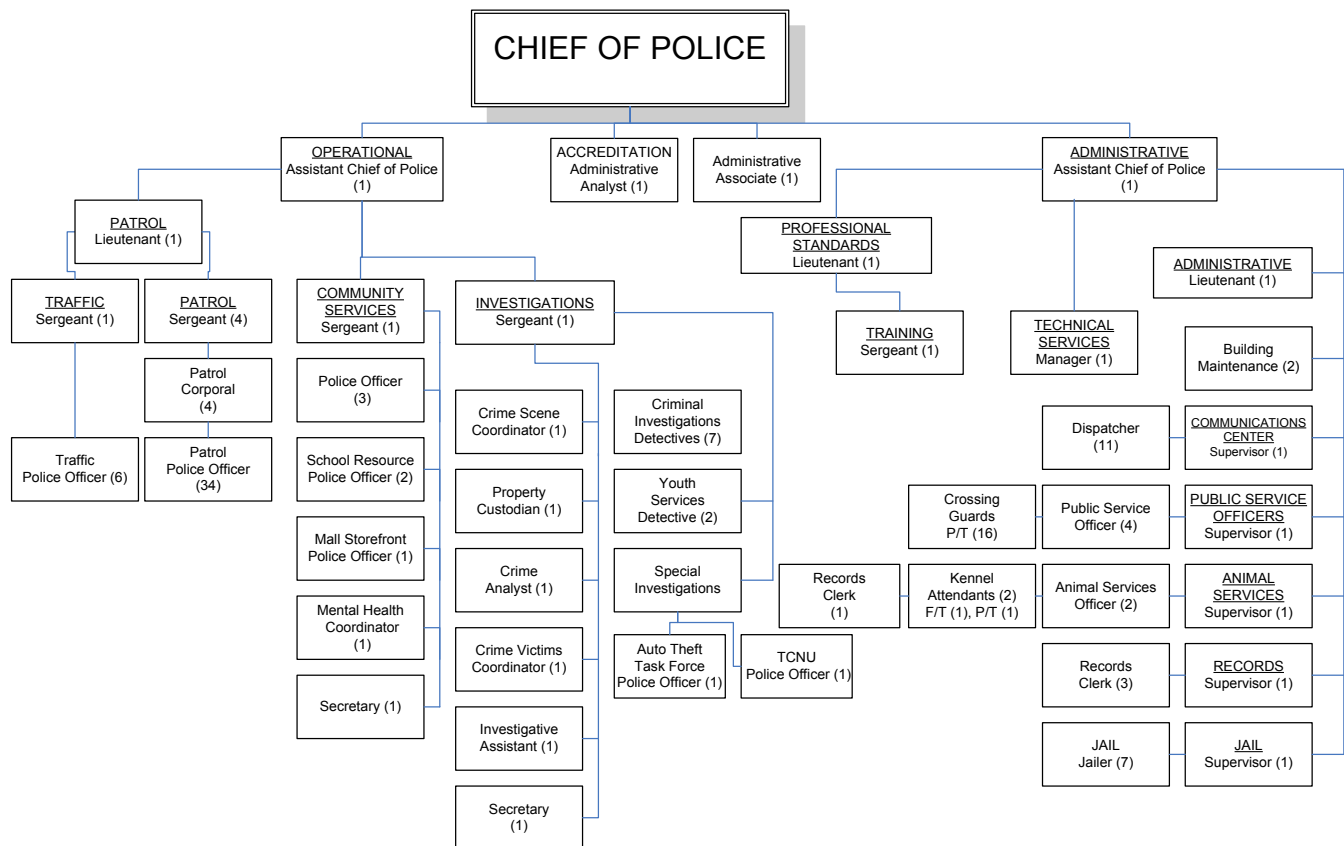 CHIEF OF POLICE
OPERATIONAL
Assistant Chief of Police
(1)
ACCREDITATION
Administrative
Analyst (1)
Administrative
Associate (1)
ADMINISTRATIVE
Assistant Chief of Police
(1)
PATROL
Lieutenant (1)
PROFESSIONAL
STANDARDS
Lieutenant (1)
ADMINISTRATIVE
Lieutenant (1)
TRAFFIC
Sergeant (1)
PATROL
Sergeant (4)
COMMUNITY
SERVICES
Sergeant (1)
INVESTIGATIONS
Sergeant (1)
TRAINING
Sergeant (1)
TECHNICAL
SERVICES
Manager (1)
Building
Maintenance (2)
Patrol
Corporal
(4)
Police Officer
(3)
Crime Scene
Coordinator (1)
Criminal
Investigations
Detectives (7)
Dispatcher
(11)
COMMUNICATIONS
CENTER
Supervisor (1)
Traffic
Police Officer (6)
Patrol
Police Officer
(34)
School Resource
Police Officer (2)
Property
Custodian (1)
Youth
Services
Detective (2)
Crossing
Guards
P/T (16)
Public Service
Officer (4)
PUBLIC SERVICE
OFFICERS
Supervisor (1)
Mall Storefront
Police Officer (1)
Crime
Analyst (1)
Special
Investigations
Records
Clerk
(1)
Kennel
Attendants (2)
F/T (1), P/T (1)
Animal Services
Officer (2)
ANIMAL
SERVICES
Supervisor (1)
Mental Health
Coordinator
(1)
Crime Victims
Coordinator (1)
Auto Theft
Task Force
Police Officer (1)
TCNU
Police Officer (1)
Records
Clerk (3)
RECORDS
Supervisor (1)
Secretary (1)
Investigative
Assistant (1)
JAIL
Jailer (7)
JAIL
Supervisor (1)
Secretary
(1)